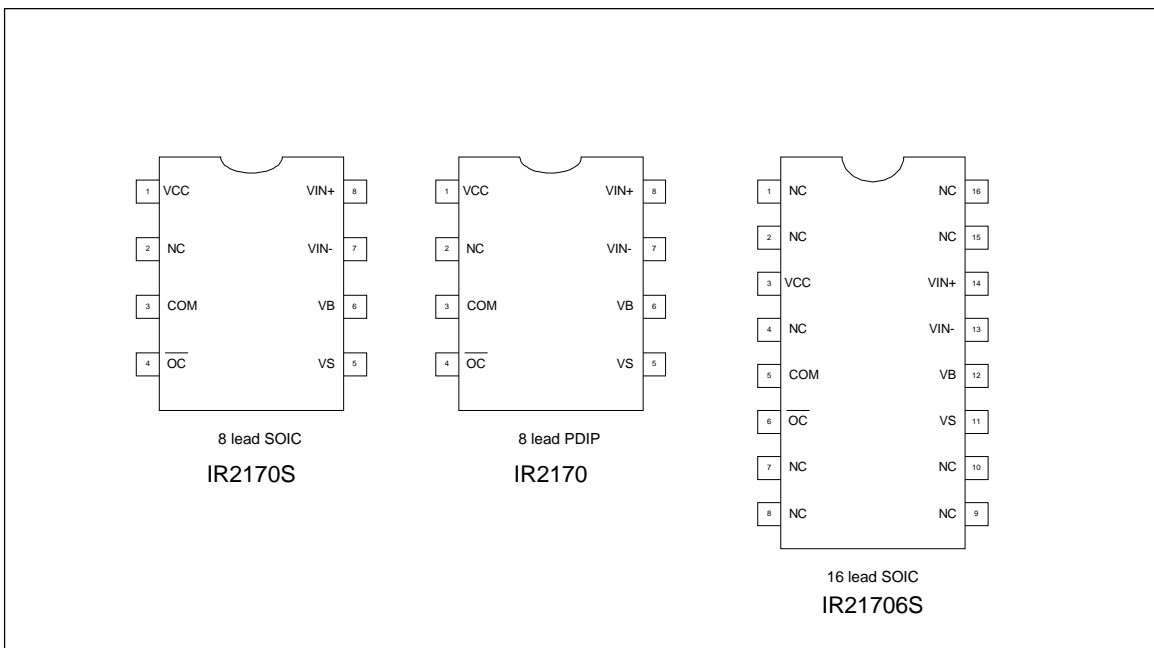 1 VCC VIN+ 8
2 NC VIN- 7
3 COM VB 6
4 OC VS 5
8 lead SOIC
IR2170S
1 VCC VIN+ 8
2 NC VIN- 7
3 COM VB 6
4 OC VS 5
8 lead PDIP
IR2170
1 NC NC 16
2 NC NC 15
3 VCC VIN+ 14
4 NC VIN- 13
5 COM VB 12
6 OC VS 11
7 NC NC 10
8 NC NC 9
16 lead SOIC
IR21706S